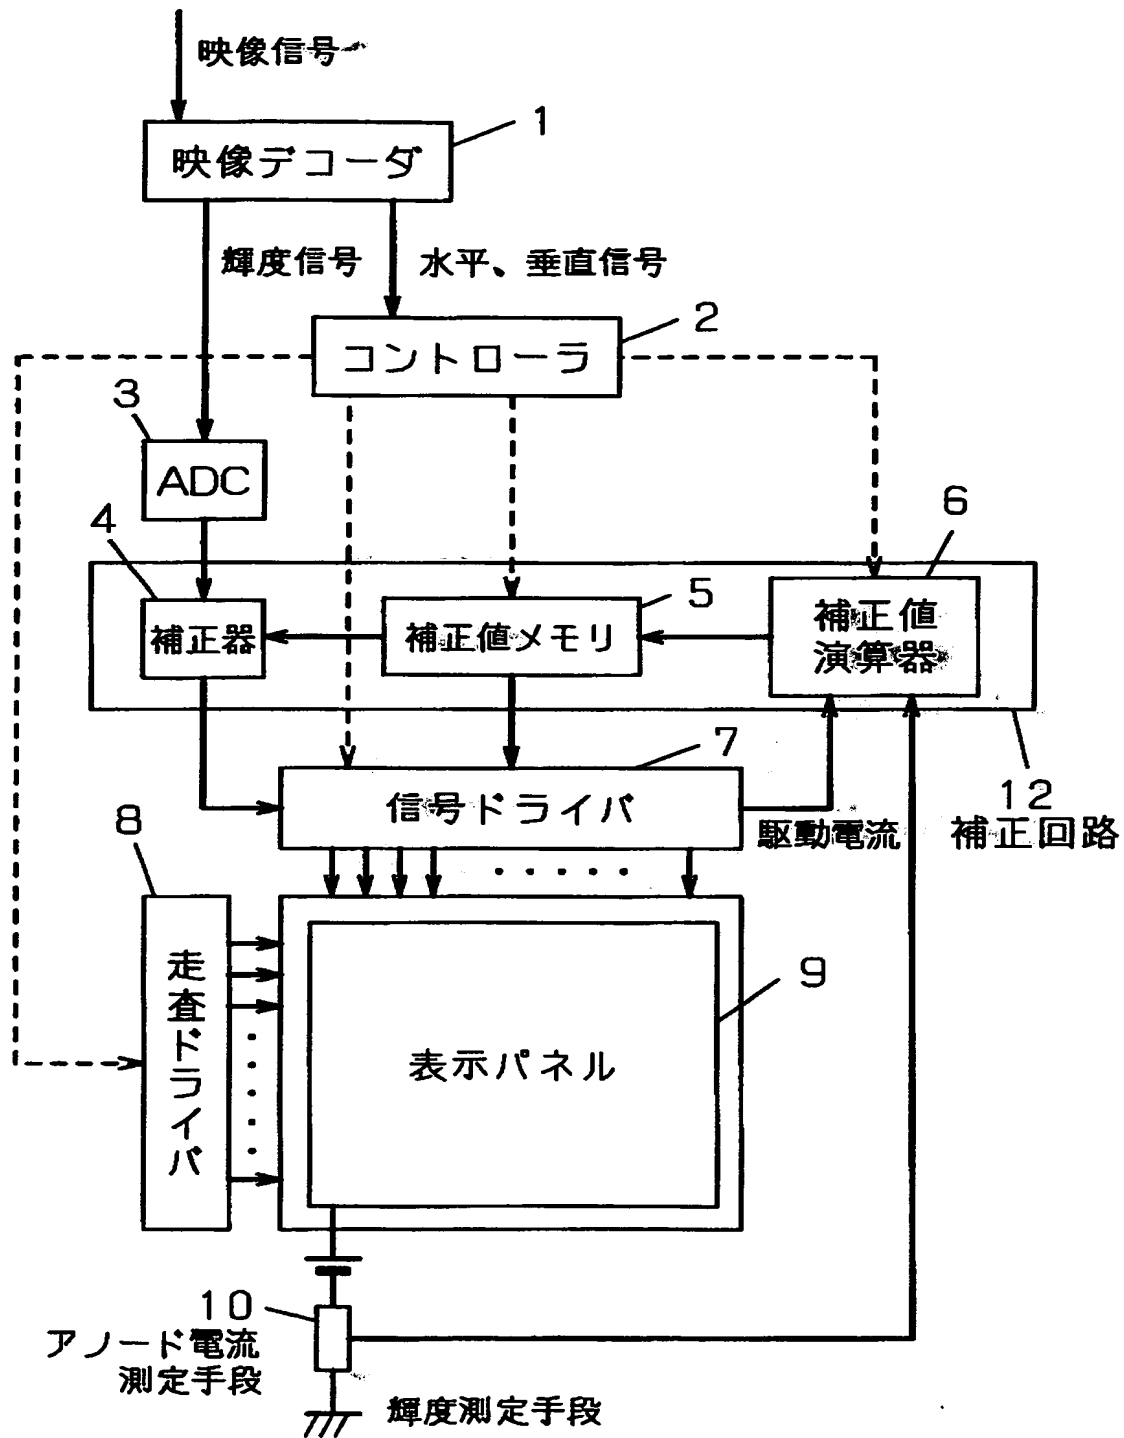 映像信号
1
映像デコーダ
輝度信号
水平、垂直信号
2
コントローラ
3
ADC
4
6
5
補正器
補正値メモリ
補正値
演算器
7
信号ドライバ
駆動電流
12
補正回路
8
走査ドライバ
9
表示パネル
10
アノード電流
測定手段
輝度測定手段